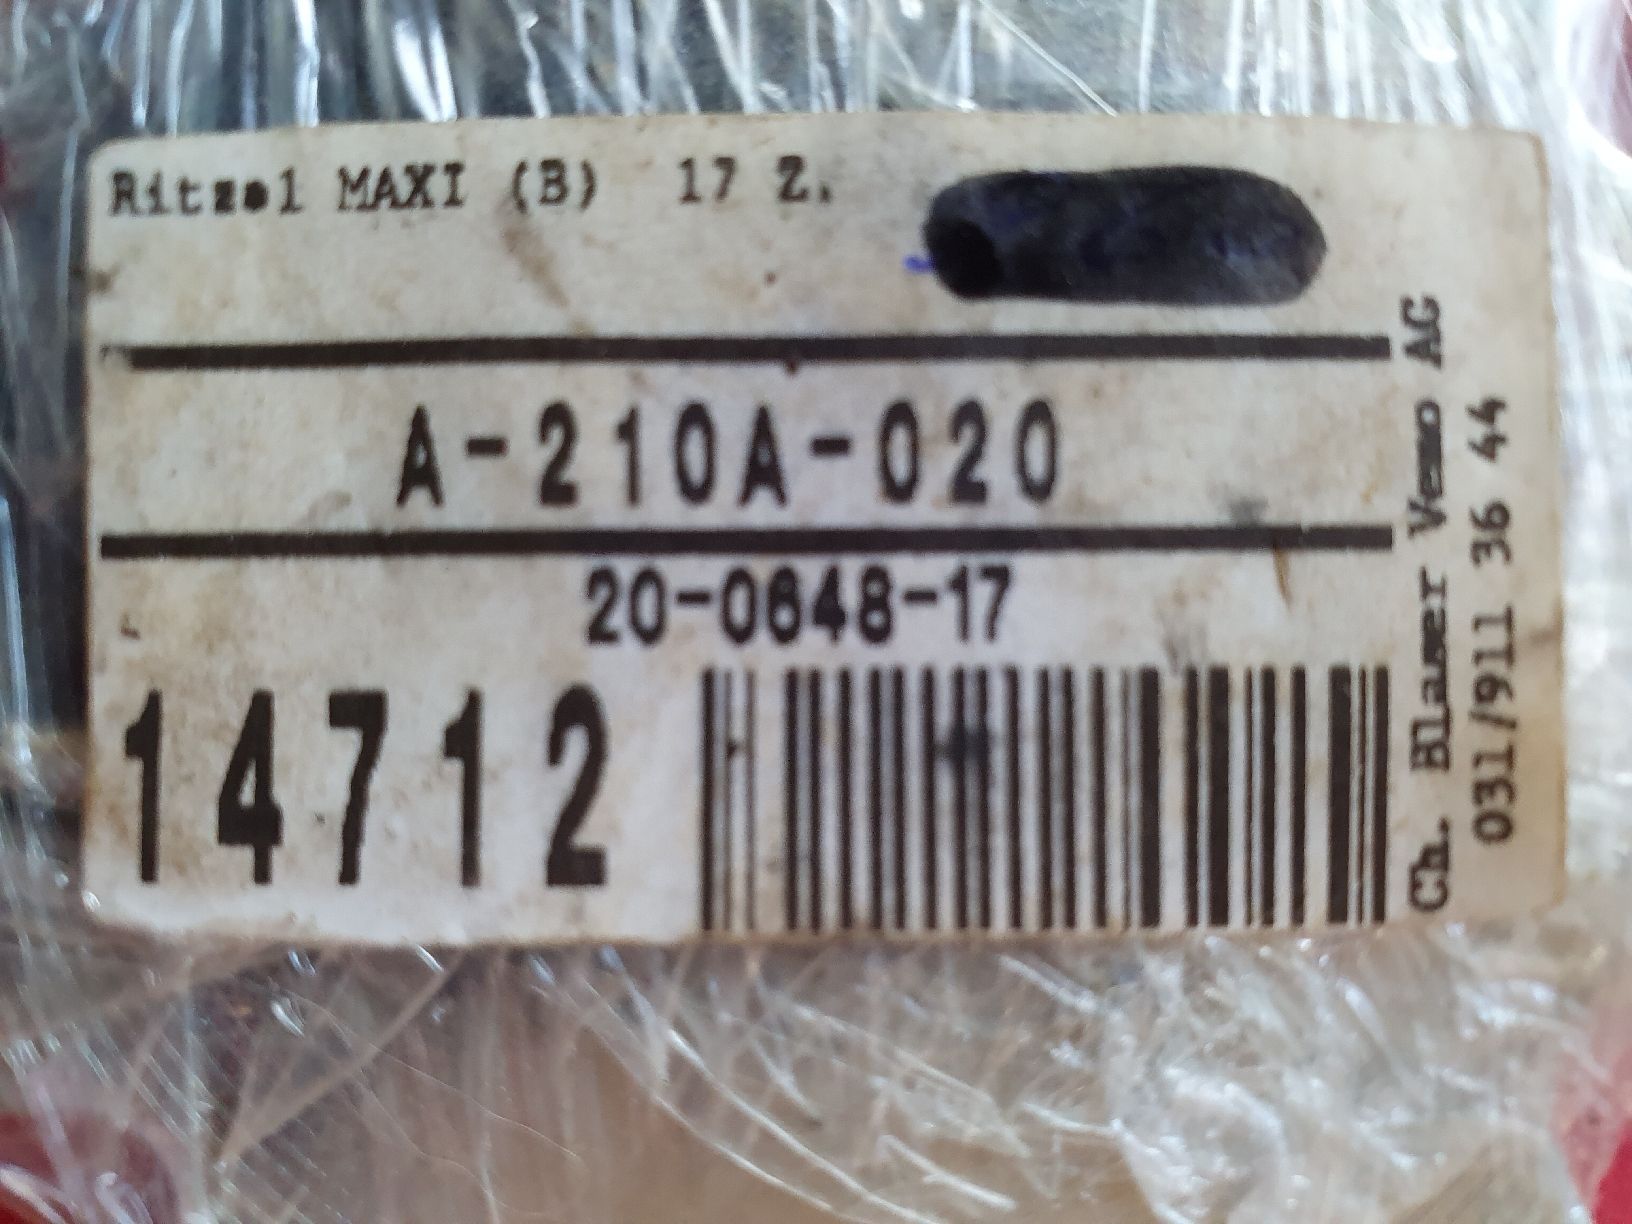 Ritzel MAXI (B) 17 Z.
A-210A-020
20-0648-17
14712
Ch. Blaser Vemo AG
031/911 36 44